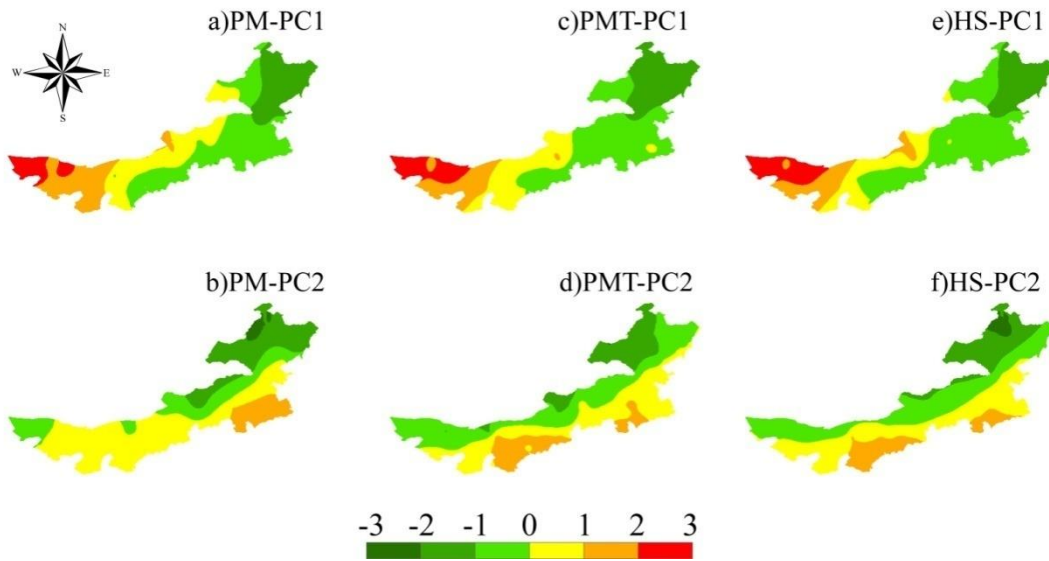 a)PM-PC1
c)PMT-PC1
e)HS-PC1
N
W E
S
b)PM-PC2
d)PMT-PC2
f)HS-PC2
-3 -2 -1 0 1 2 3